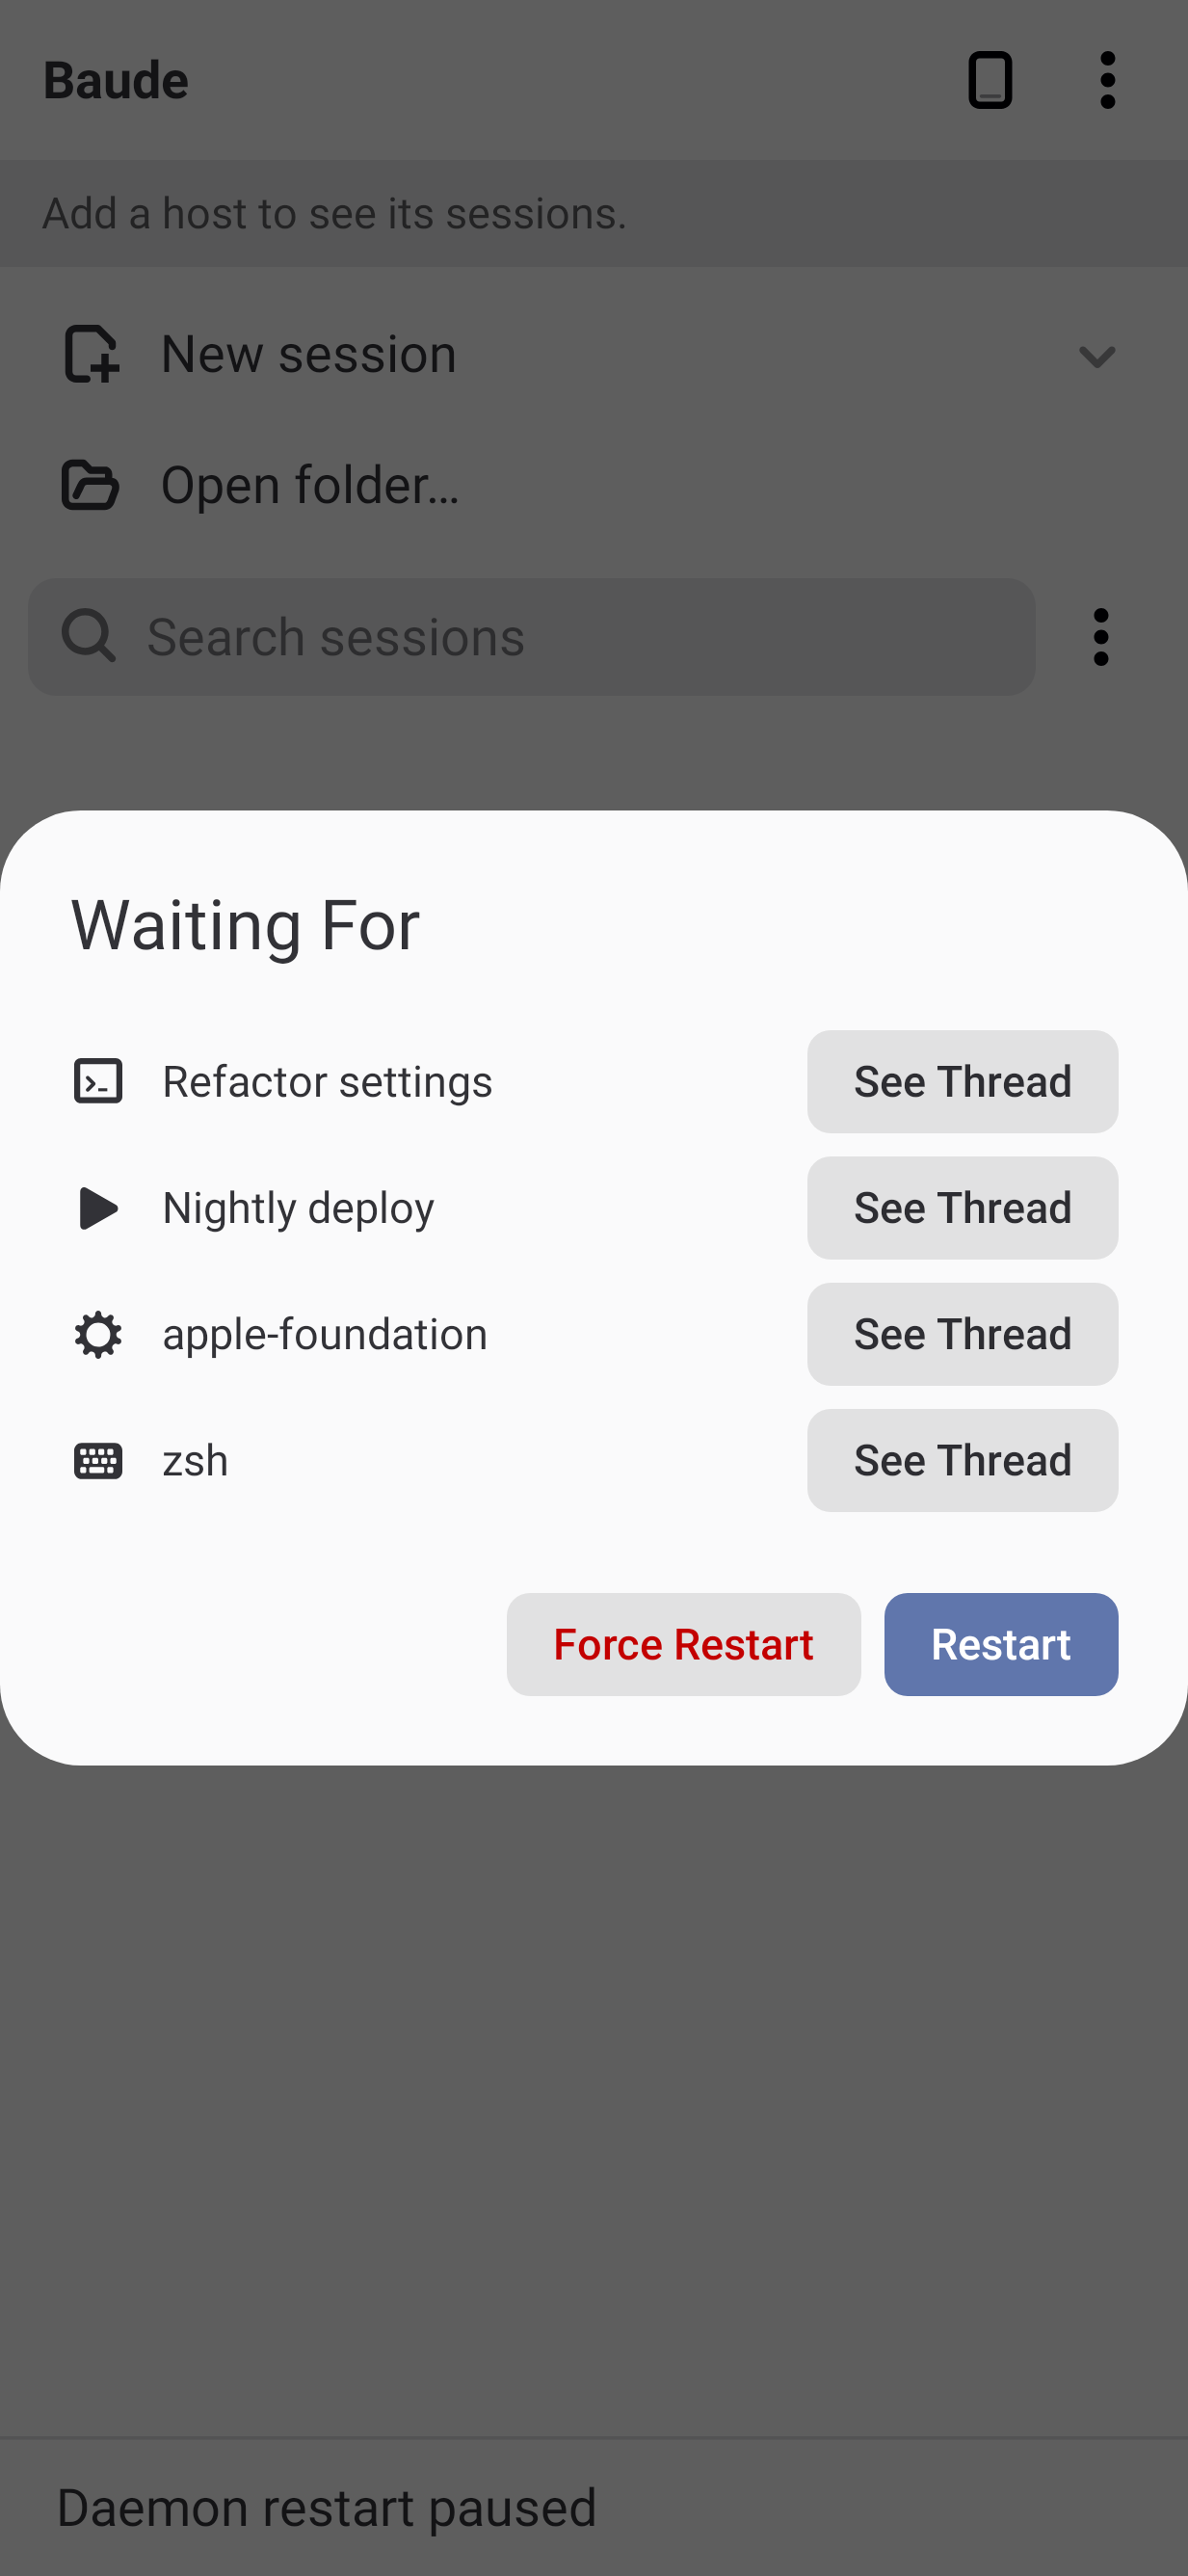 Baude
Add a host to see its sessions.
New session
Open folder...
Search sessions
Waiting For
Refactor settings See Thread
Nightly deploy See Thread
apple-foundation See Thread
zsh See Thread
Force Restart Restart
Daemon restart paused